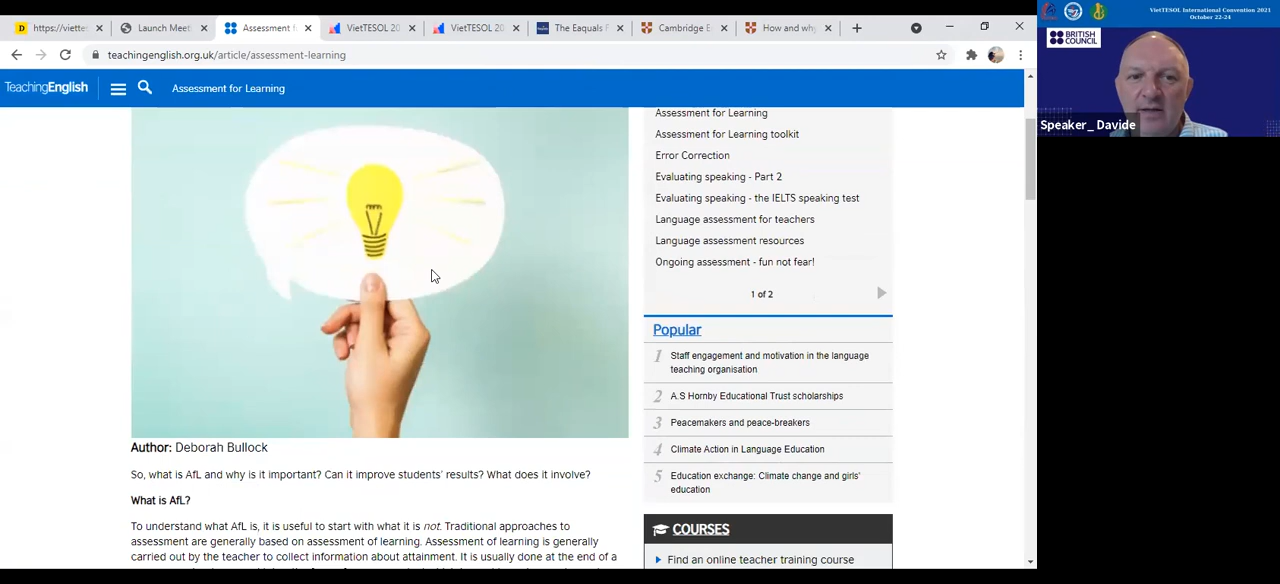 https://viettes
Launch Meeti
Assessment fo
VietTESOL 20
VietTESOL 20
The Eaquals F
Cambridge E
How and why
teachingenglish.org.uk/article/assessment-learning
TeachingEnglish
Assessment for Learning
Author: Deborah Bullock
So, what is AfL and why is it important? Can it improve students' results? What does it involve?
What is AfL?
To understand what AfL is, it is useful to start with what it is not. Traditional approaches to
assessment are generally based on assessment of learning. Assessment of learning is generally
carried out by the teacher to collect information about attainment. It is usually done at the end of a
Assessment for Learning
Assessment for Learning toolkit
Error Correction
Evaluating speaking - Part 2
Evaluating speaking - the IELTS speaking test
Language assessment for teachers
Language assessment resources
Ongoing assessment - fun not fear!
1 of 2
Popular
1 Staff engagement and motivation in the language
teaching organisation
2 A.S Hornby Educational Trust scholarships
3 Peacemakers and peace-breakers
4 Climate Action in Language Education
5 Education exchange: Climate change and girls'
education
COURSES
Find an online teacher training course
VietTESOL International Convention 2021
October 22-24
BRITISH
COUNCIL
Speaker_ Davide